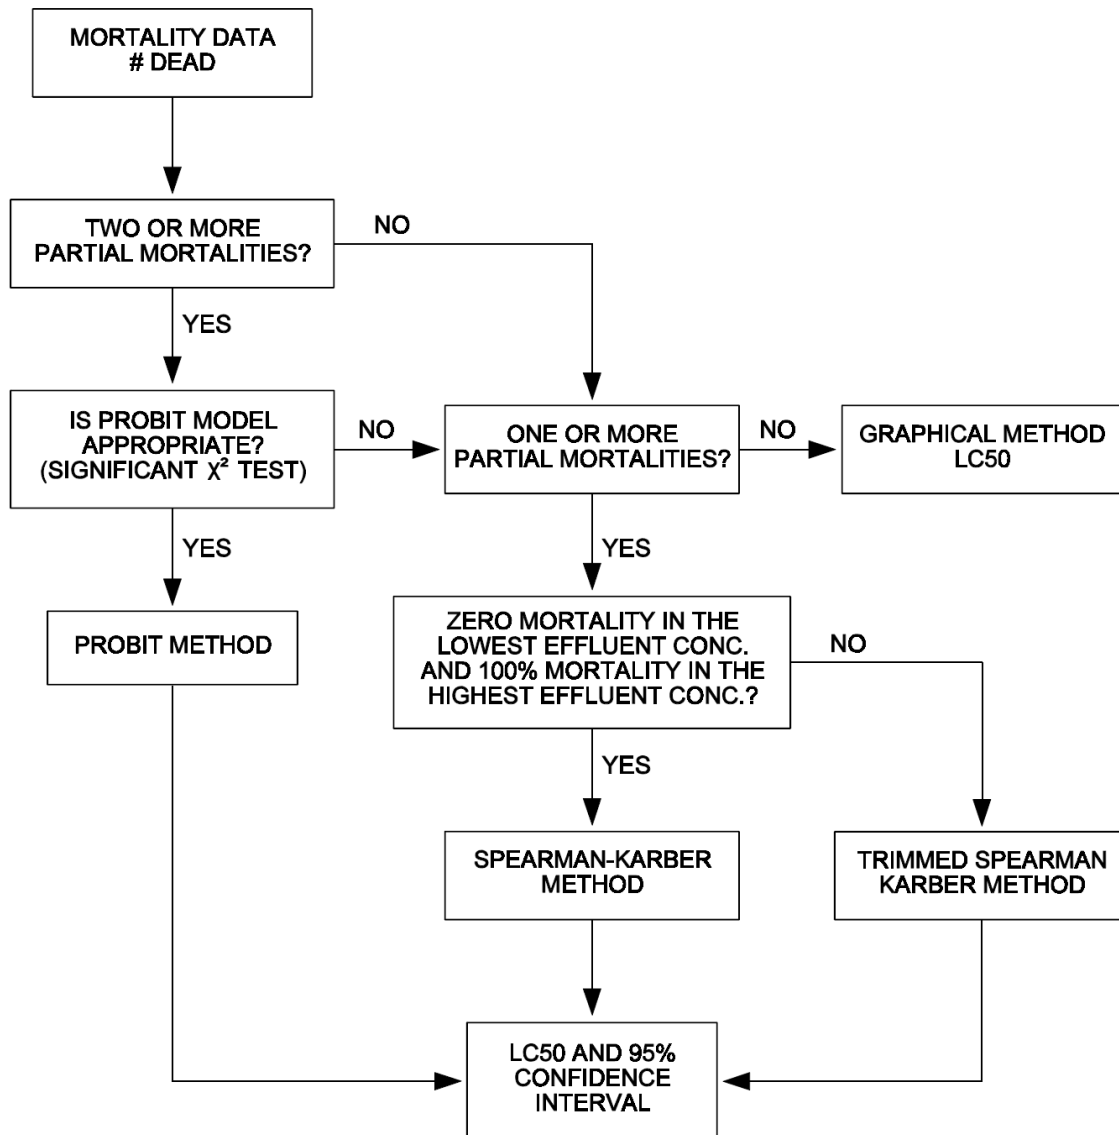 MORTALITY DATA
# DEAD
TWO OR MORE
PARTIAL MORTALITIES?
NO
YES
IS PROBIT MODEL
APPROPRIATE?
(SIGNIFICANT χ² TEST)
NO
ONE OR MORE
PARTIAL MORTALITIES?
NO
GRAPHICAL METHOD
LC50
YES
YES
PROBIT METHOD
ZERO MORTALITY IN THE
LOWEST EFFLUENT CONC.
AND 100% MORTALITY IN THE
HIGHEST EFFLUENT CONC.?
NO
YES
SPEARMAN-KARBER
METHOD
TRIMMED SPEARMAN
KARBER METHOD
LC50 AND 95%
CONFIDENCE
INTERVAL